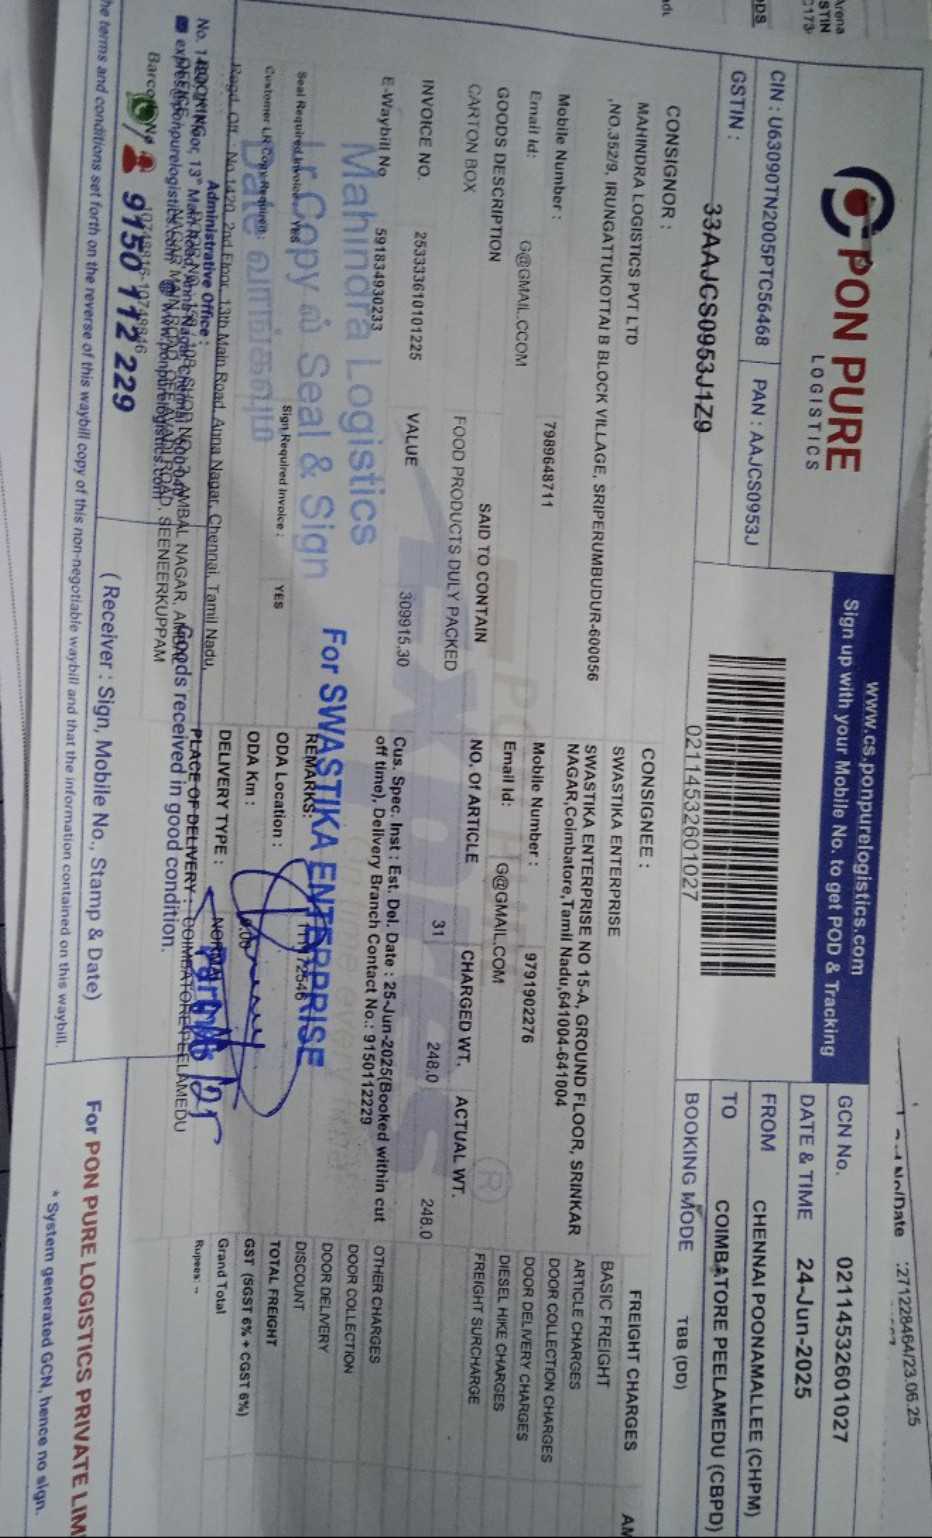 PON PURE
LOGISTICS
www.cs.ponpurelogistics.com
Sign up with your Mobile No. to get POD & Tracking
CIN : U63090TN2005PTC56468
PAN : AAJCS0953J
GSTIN :
33AAJCS0953J1Z9
02114532601027
GCN No. 02114532601027
DATE & TIME 24-Jun-2025
FROM CHENNAI POONAMALLEE (CHPM)
TO COIMBATORE PEELAMEDU (CBPD)
BOOKING MODE TBB (DD)
CONSIGNOR :
MAHINDRA LOGISTICS PVT LTD
,NO.352/9, IRUNGATTUKOTTAI B BLOCK VILLAGE, SRIPERUMBUDUR-600056
Mobile Number : 7989648711
Email Id: G@GMAIL.CCOM
CONSIGNEE :
SWASTIKA ENTERPRISE
SWASTIKA ENTERPRISE NO 15-A, GROUND FLOOR, SRINKAR
NAGAR,Coimbatore,Tamil Nadu,641004-641004
Mobile Number : 9791902276
Email Id: G@GMAIL.COM
GOODS DESCRIPTION SAID TO CONTAIN
CARTON BOX FOOD PRODUCTS DULY PACKED
NO. Of ARTICLE CHARGED WT. ACTUAL WT.
31 248.0 248.0
INVOICE NO. 253333610101225 VALUE 309915.30
E-Waybill No 591834930233
Cus. Spec. Inst : Est. Del. Date : 25-Jun-2025(Booked within cut
off time), Delivery Branch Contact No.: 9150112229
Mahindra Logistics
Lr Copy ல் Seal & Sign
Date வாங்கவும்
Seal Required Invoice : YES
Sign Required Invoice : YES
Customer LR Copy Required :
For SWASTIKA ENTERPRISE
REMARKS:
ODA Location :
ODA Km : 0.00
DELIVERY TYPE : NORMAL
PLACE OF DELIVERY : COIMBATORE PEELAMEDU
Partner
Goods received in good condition.
(Receiver : Sign, Mobile No., Stamp & Date)
FREIGHT CHARGES
BASIC FREIGHT
ARTICLE CHARGES
DOOR COLLECTION CHARGES
DOOR DELIVERY CHARGES
DIESEL HIKE CHARGES
FREIGHT SURCHARGE
OTHER CHARGES
DOOR COLLECTION
DOOR DELIVERY
DISCOUNT
TOTAL FREIGHT
GST (SGST 6% + CGST 6%)
Grand Total
Rupees: --
Regd. Off. : No.1420, 2nd Floor, 13th Main Road, Anna Nagar, Chennai, Tamil Nadu,
Administrative Office :
9150 112 229
he terms and conditions set forth on the reverse of this waybill copy of this non-negotiable waybill and that the information contained on this waybill.
For PON PURE LOGISTICS PRIVATE LIM
* System generated GCN, hence no sign.
:2711228464/23.06.25